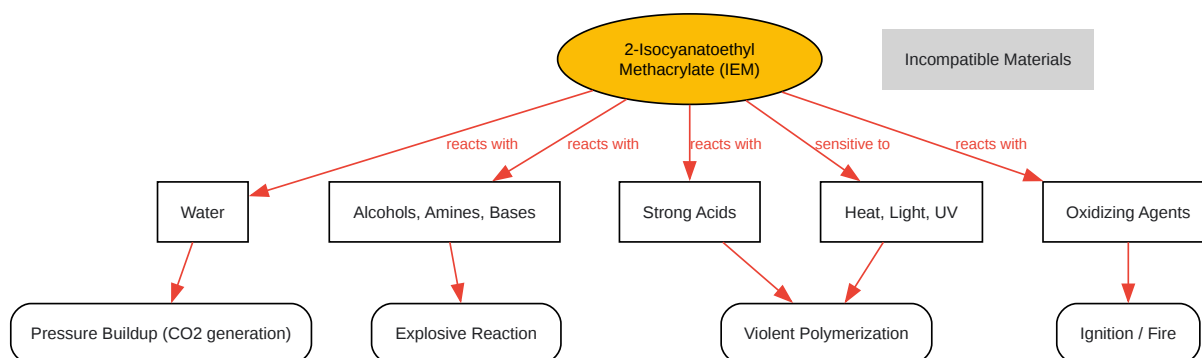 2-Isocyanatoethyl
Methacrylate (IEM)
Incompatible Materials
reacts with
reacts with
reacts with
sensitive to
reacts with
Water
Alcohols, Amines, Bases
Strong Acids
Heat, Light, UV
Oxidizing Agents
Pressure Buildup (CO2 generation)
Explosive Reaction
Violent Polymerization
Ignition / Fire